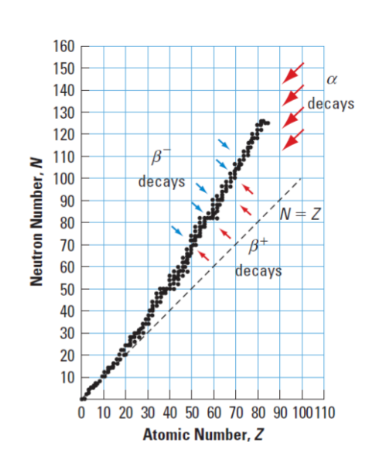 160
150
140
130
120
110
100
90
80
70
60
50
40
30
20
10
Neutron Number, N
α
decays
β⁻
decays
N = Z
β⁺
decays
0 10 20 30 40 50 60 70 80 90 100 110
Atomic Number, Z